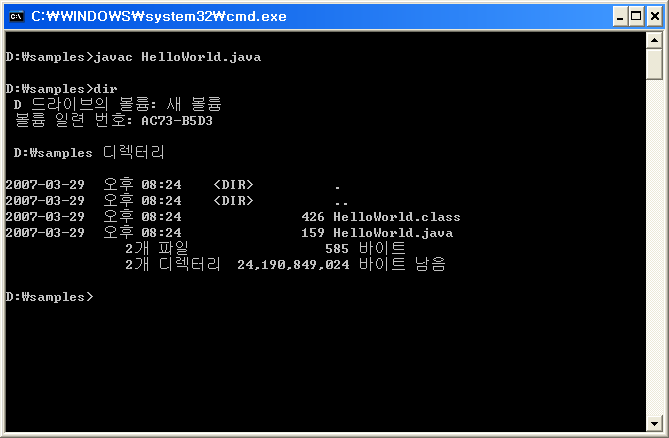 C:₩WINDOWS₩system32₩cmd.exe
D:₩samples>javac HelloWorld.java
D:₩samples>dir
D 드라이브의 볼륨: 새 볼륨
볼륨 일련 번호: AC73-B5D3
D:₩samples 디렉터리
2007-03-29 오후 08:24 <DIR> .
2007-03-29 오후 08:24 <DIR> ..
2007-03-29 오후 08:24 426 HelloWorld.class
2007-03-29 오후 08:24 159 HelloWorld.java
2개 파일 585 바이트
2개 디렉터리 24,190,849,024 바이트 남음
D:₩samples>